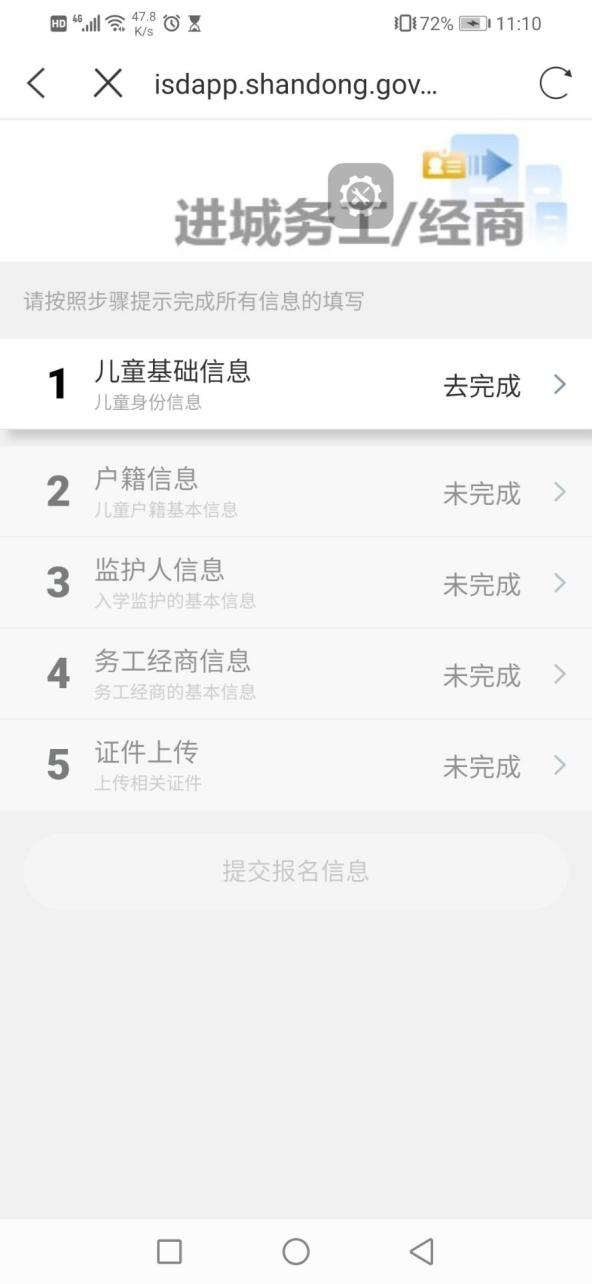 HD 4G 47.8 K/s 72% 11:10
isdapp.shandong.gov...
进城务工/经商
请按照步骤提示完成所有信息的填写
1 儿童基础信息 去完成
儿童身份信息
2 户籍信息 未完成
儿童户籍基本信息
3 监护人信息 未完成
入学监护的基本信息
4 务工经商信息 未完成
务工经商的基本信息
5 证件上传 未完成
上传相关证件
提交报名信息